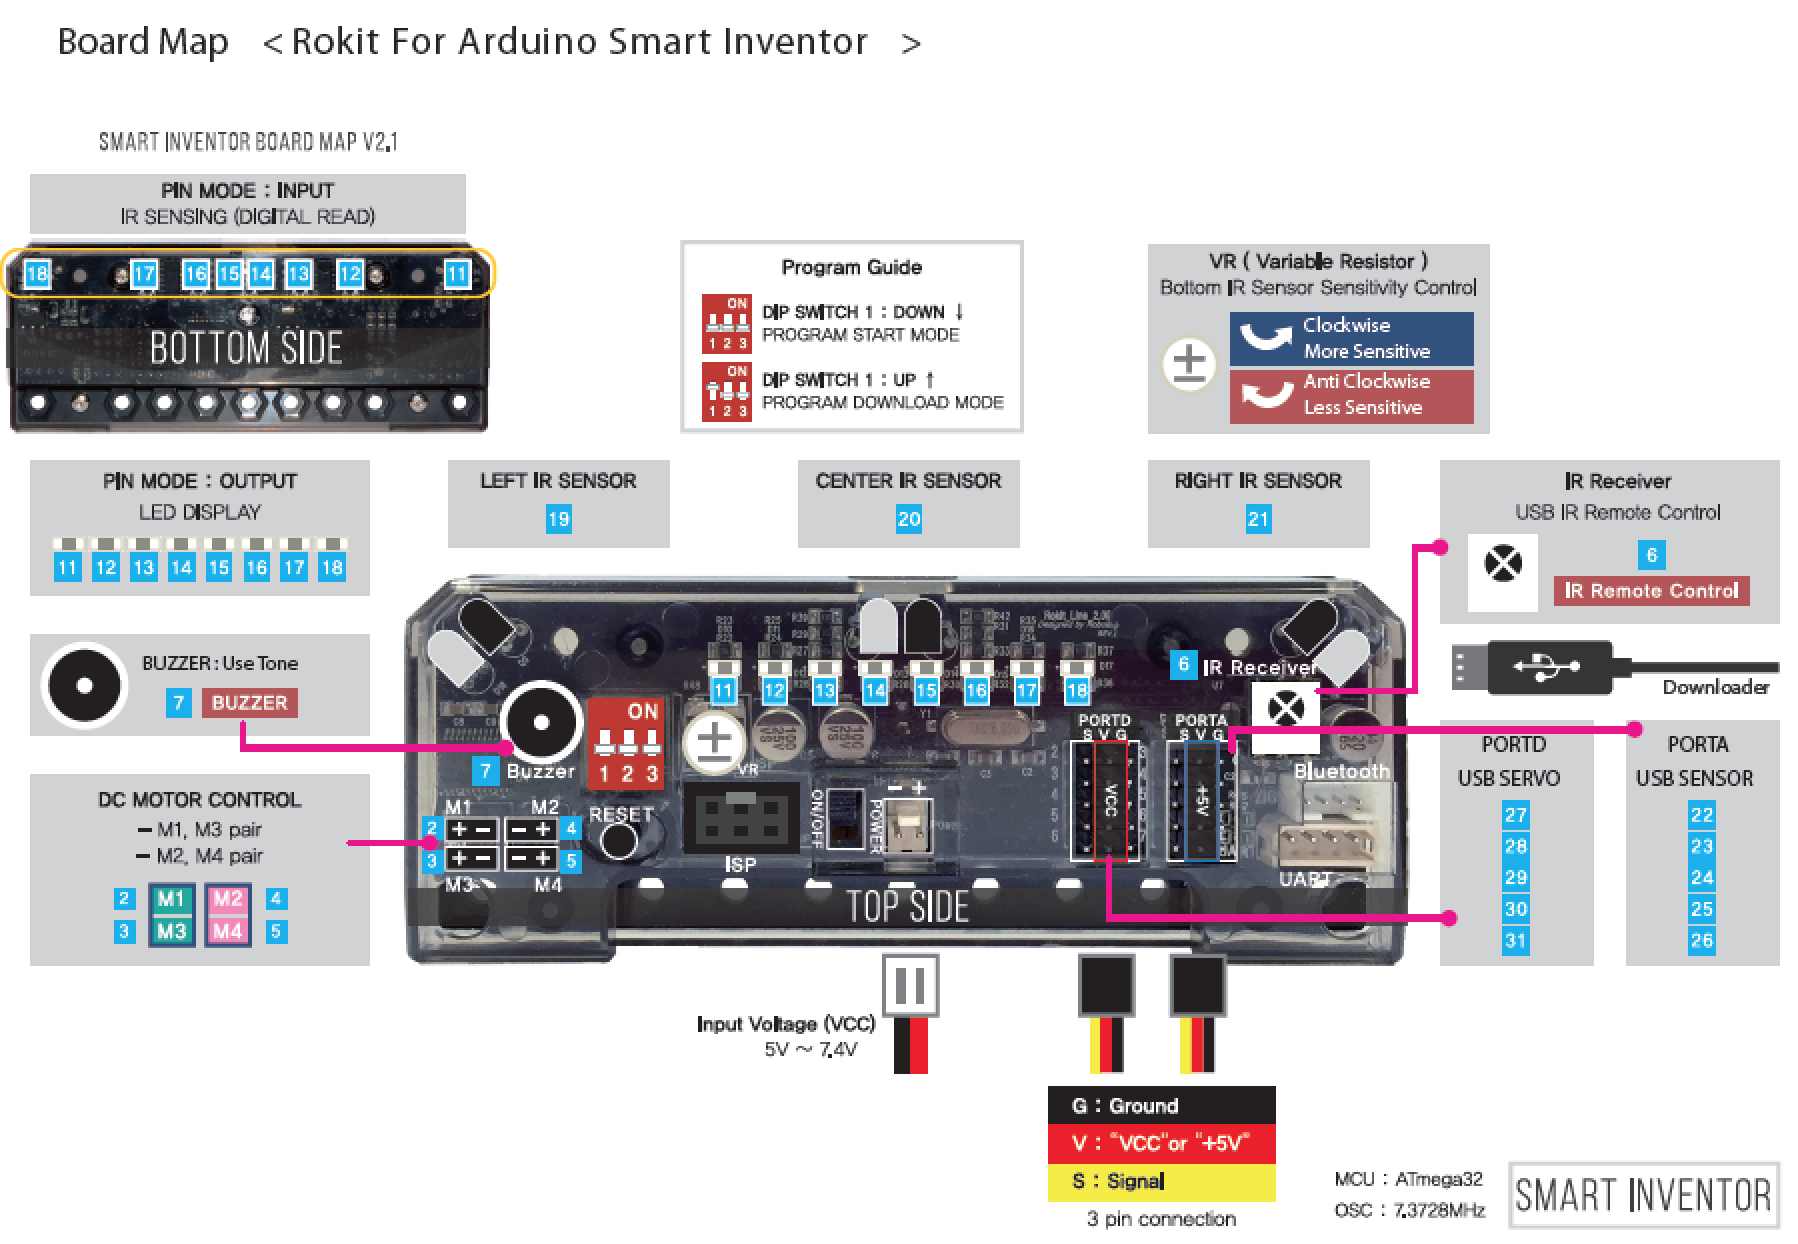 Board Map < Rokit For Arduino Smart Inventor >
SMART INVENTOR BOARD MAP V2.1
PIN MODE : INPUT
IR SENSING (DIGITAL READ)
18 17 16 15 14 13 12 11
BOTTOM SIDE
Program Guide
ON
1 2 3
DIP SWITCH 1 : DOWN ↓
PROGRAM START MODE
ON
1 2 3
DIP SWITCH 1 : UP ↑
PROGRAM DOWNLOAD MODE
VR ( Variable Resistor )
Bottom IR Sensor Sensitivity Control
Clockwise
More Sensitive
Anti Clockwise
Less Sensitive
PIN MODE : OUTPUT
LED DISPLAY
11 12 13 14 15 16 17 18
LEFT IR SENSOR
19
CENTER IR SENSOR
20
RIGHT IR SENSOR
21
IR Receiver
USB IR Remote Control
6
IR Remote Control
BUZZER : Use Tone
7 BUZZER
Downloader
DC MOTOR CONTROL
– M1, M3 pair
– M2, M4 pair
2 M1 M2 4
3 M3 M4 5
11 12 13 14 15 16 17 18
6 IR Receiver
7 Buzzer
ON
1 2 3
VR
M1 M2
2 + - - + 4
3 + - - + 5
M3 M4
RESET
ISP
ON/OFF
POWER
- +
PORTD
S V G
VCC
PORTA
S V G
+5V
Bluetooth
UART
TOP SIDE
PORTD
USB SERVO
27
28
29
30
31
PORTA
USB SENSOR
22
23
24
25
26
Input Voltage (VCC)
5V ~ 7.4V
G : Ground
V : "VCC" or "+5V"
S : Signal
3 pin connection
MCU : ATmega32
OSC : 7.3728MHz
SMART INVENTOR